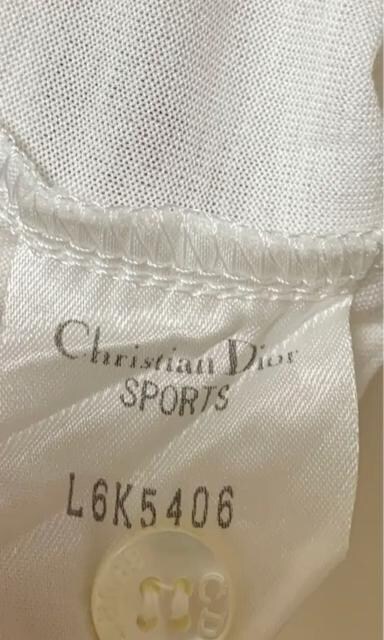 Christian Dior
SPORTS
L6K5406
C.D